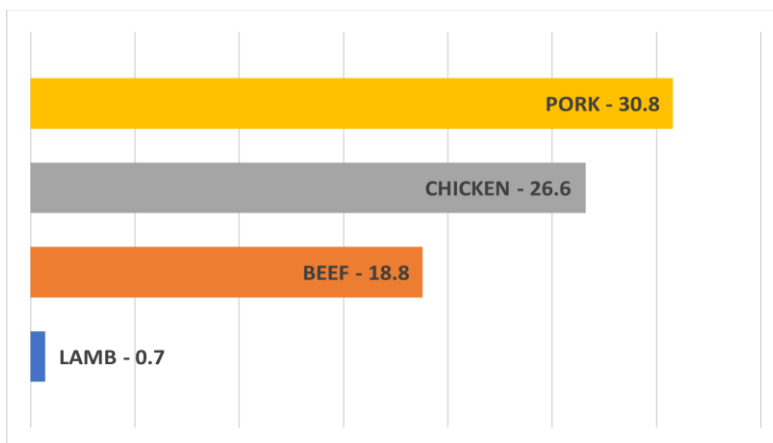 PORK - 30.8
CHICKEN - 26.6
BEEF - 18.8
LAMB - 0.7